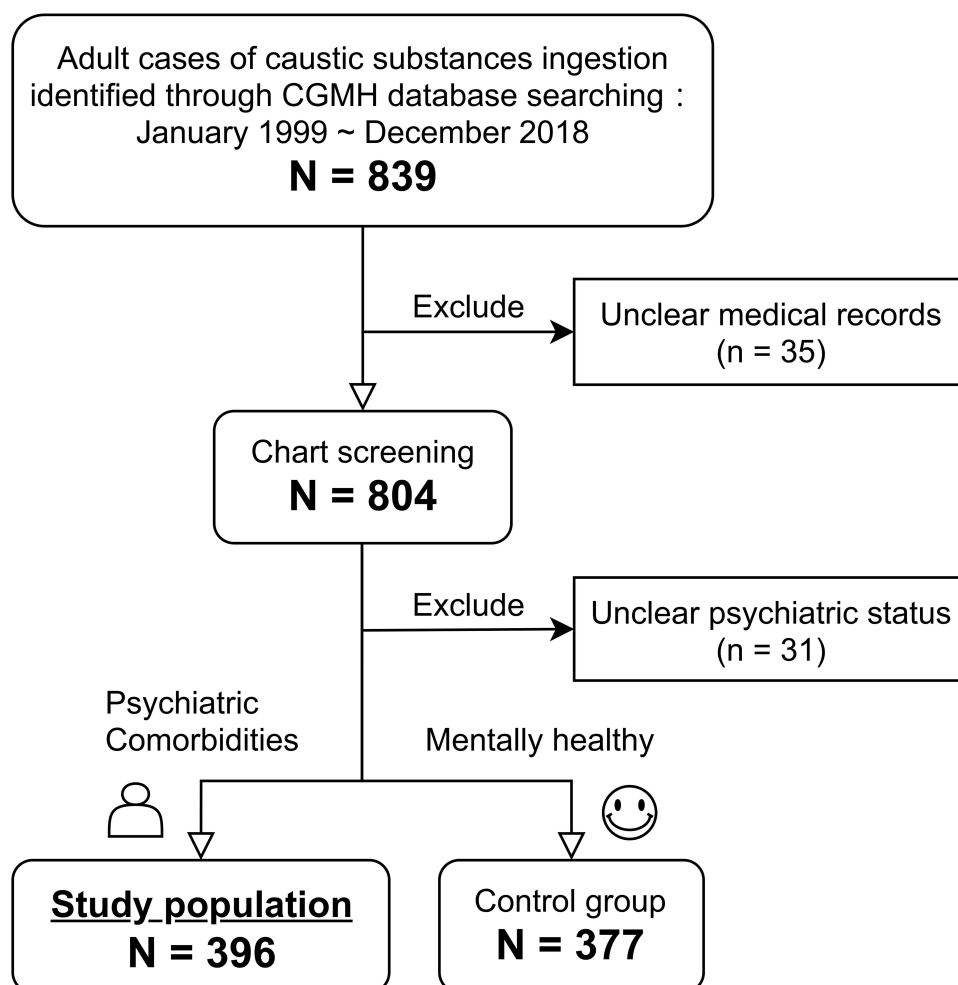 Adult cases of caustic substances ingestion
identified through CGMH database searching :
January 1999 ~ December 2018
N = 839
Exclude
Unclear medical records
(n = 35)
Chart screening
N = 804
Exclude
Unclear psychiatric status
(n = 31)
Psychiatric
Comorbidities
Mentally healthy
Study population
N = 396
Control group
N = 377